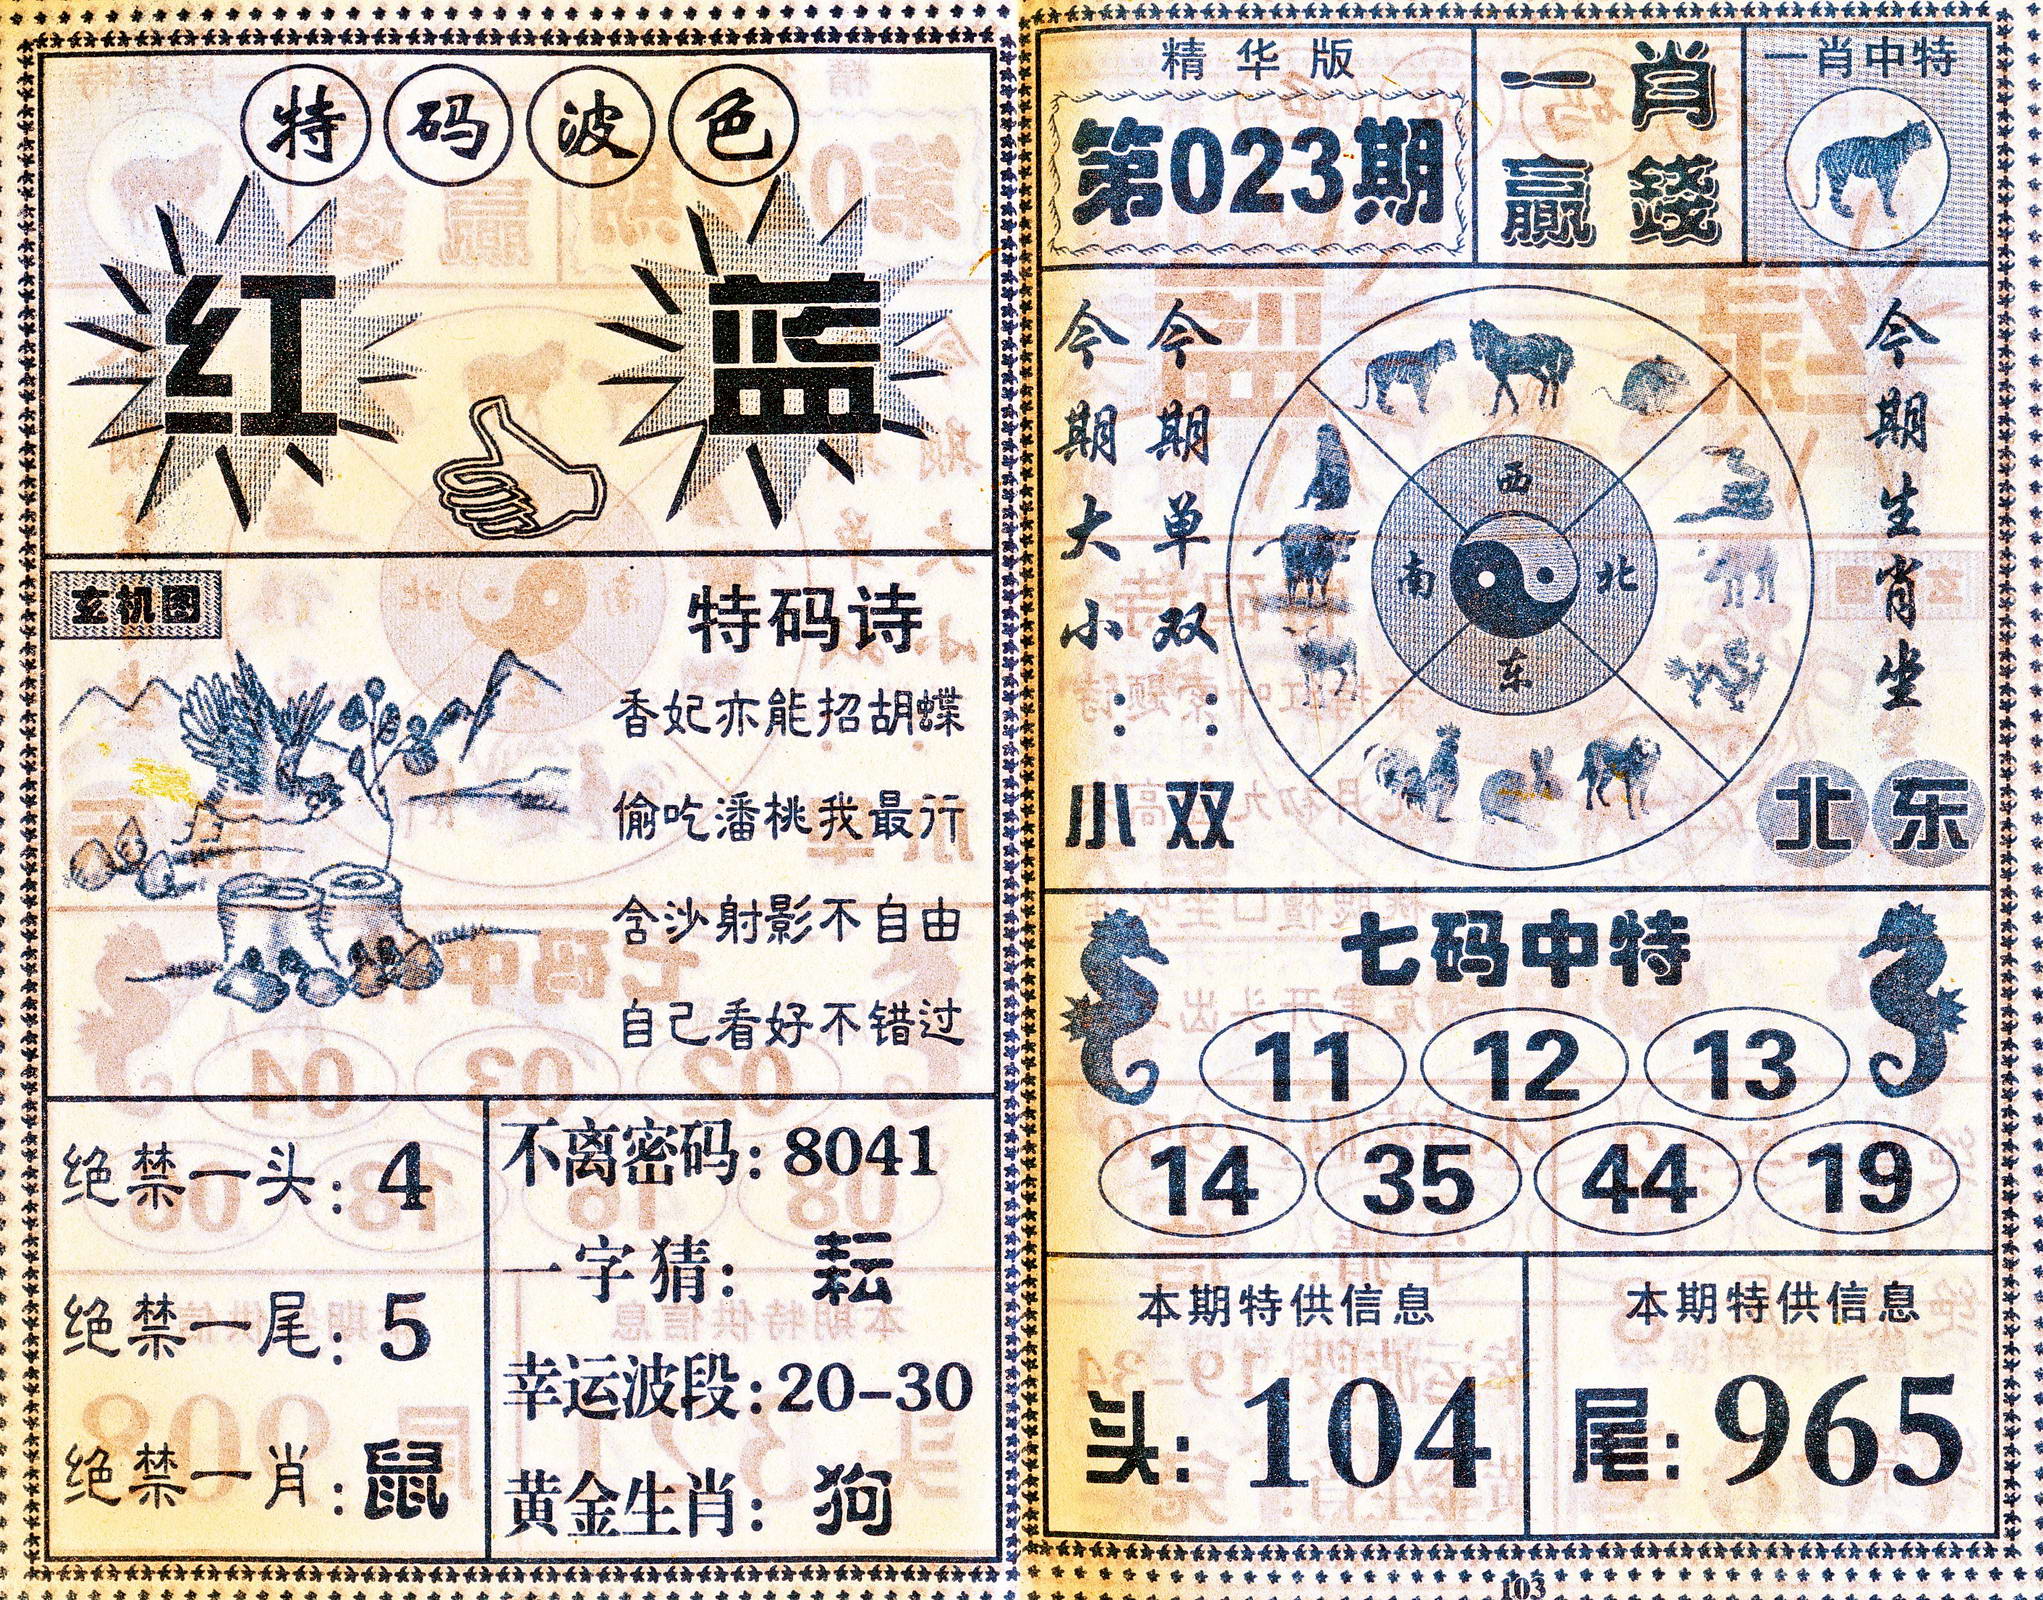 特码波色
红 蓝
玄机图
特码诗
香妃亦能招胡蝶
偷吃潘桃我最行
含沙射影不自由
自己看好不错过
绝禁一头：4
绝禁一尾：5
绝禁一肖：鼠
不离密码：8041
一字猜：耘
幸运波段：20-30
黄金生肖：狗
精华版
第023期
一肖
赢錢
一肖中特
今期大小：小
今期单双：双
西
南 北
东
今期生肖坐
北东
七码中特
11 12 13
14 35 44 19
本期特供信息
头：104
本期特供信息
尾：965
103